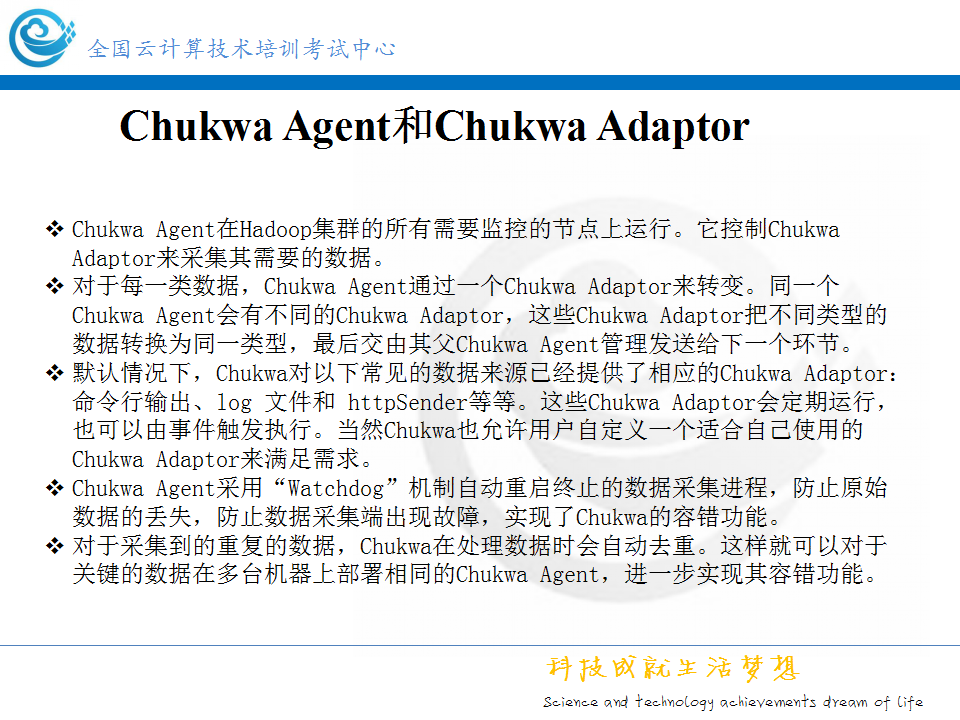 全国云计算技术培训考试中心
Chukwa Agent和Chukwa Adaptor
❖ Chukwa Agent在Hadoop集群的所有需要监控的节点上运行。它控制Chukwa
Adaptor来采集其需要的数据。
❖ 对于每一类数据，Chukwa Agent通过一个Chukwa Adaptor来转变。同一个
Chukwa Agent会有不同的Chukwa Adaptor，这些Chukwa Adaptor把不同类型的
数据转换为同一类型，最后交由其父Chukwa Agent管理发送给下一个环节。
❖ 默认情况下，Chukwa对以下常见的数据来源已经提供了相应的Chukwa Adaptor：
命令行输出、log 文件和 httpSender等等。这些Chukwa Adaptor会定期运行，
也可以由事件触发执行。当然Chukwa也允许用户自定义一个适合自己使用的
Chukwa Adaptor来满足需求。
❖ Chukwa Agent采用“Watchdog”机制自动重启终止的数据采集进程，防止原始
数据的丢失，防止数据采集端出现故障，实现了Chukwa的容错功能。
❖ 对于采集到的重复的数据，Chukwa在处理数据时会自动去重。这样就可以对于
关键的数据在多台机器上部署相同的Chukwa Agent，进一步实现其容错功能。
科技成就生活梦想
Science and technology achievements dream of life